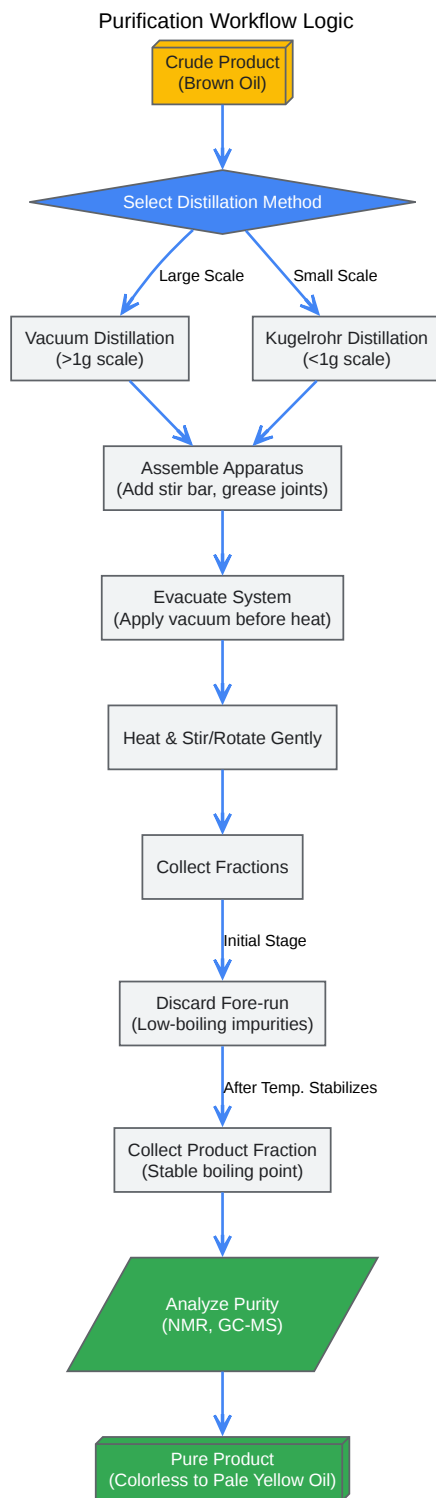 Purification Workflow Logic
Crude Product
(Brown Oil)
Select Distillation Method
Large Scale
Small Scale
Vacuum Distillation
(>1g scale)
Kugelrohr Distillation
(<1g scale)
Assemble Apparatus
(Add stir bar, grease joints)
Evacuate System
(Apply vacuum before heat)
Heat & Stir/Rotate Gently
Collect Fractions
Initial Stage
Discard Fore-run
(Low-boiling impurities)
After Temp. Stabilizes
Collect Product Fraction
(Stable boiling point)
Analyze Purity
(NMR, GC-MS)
Pure Product
(Colorless to Pale Yellow Oil)